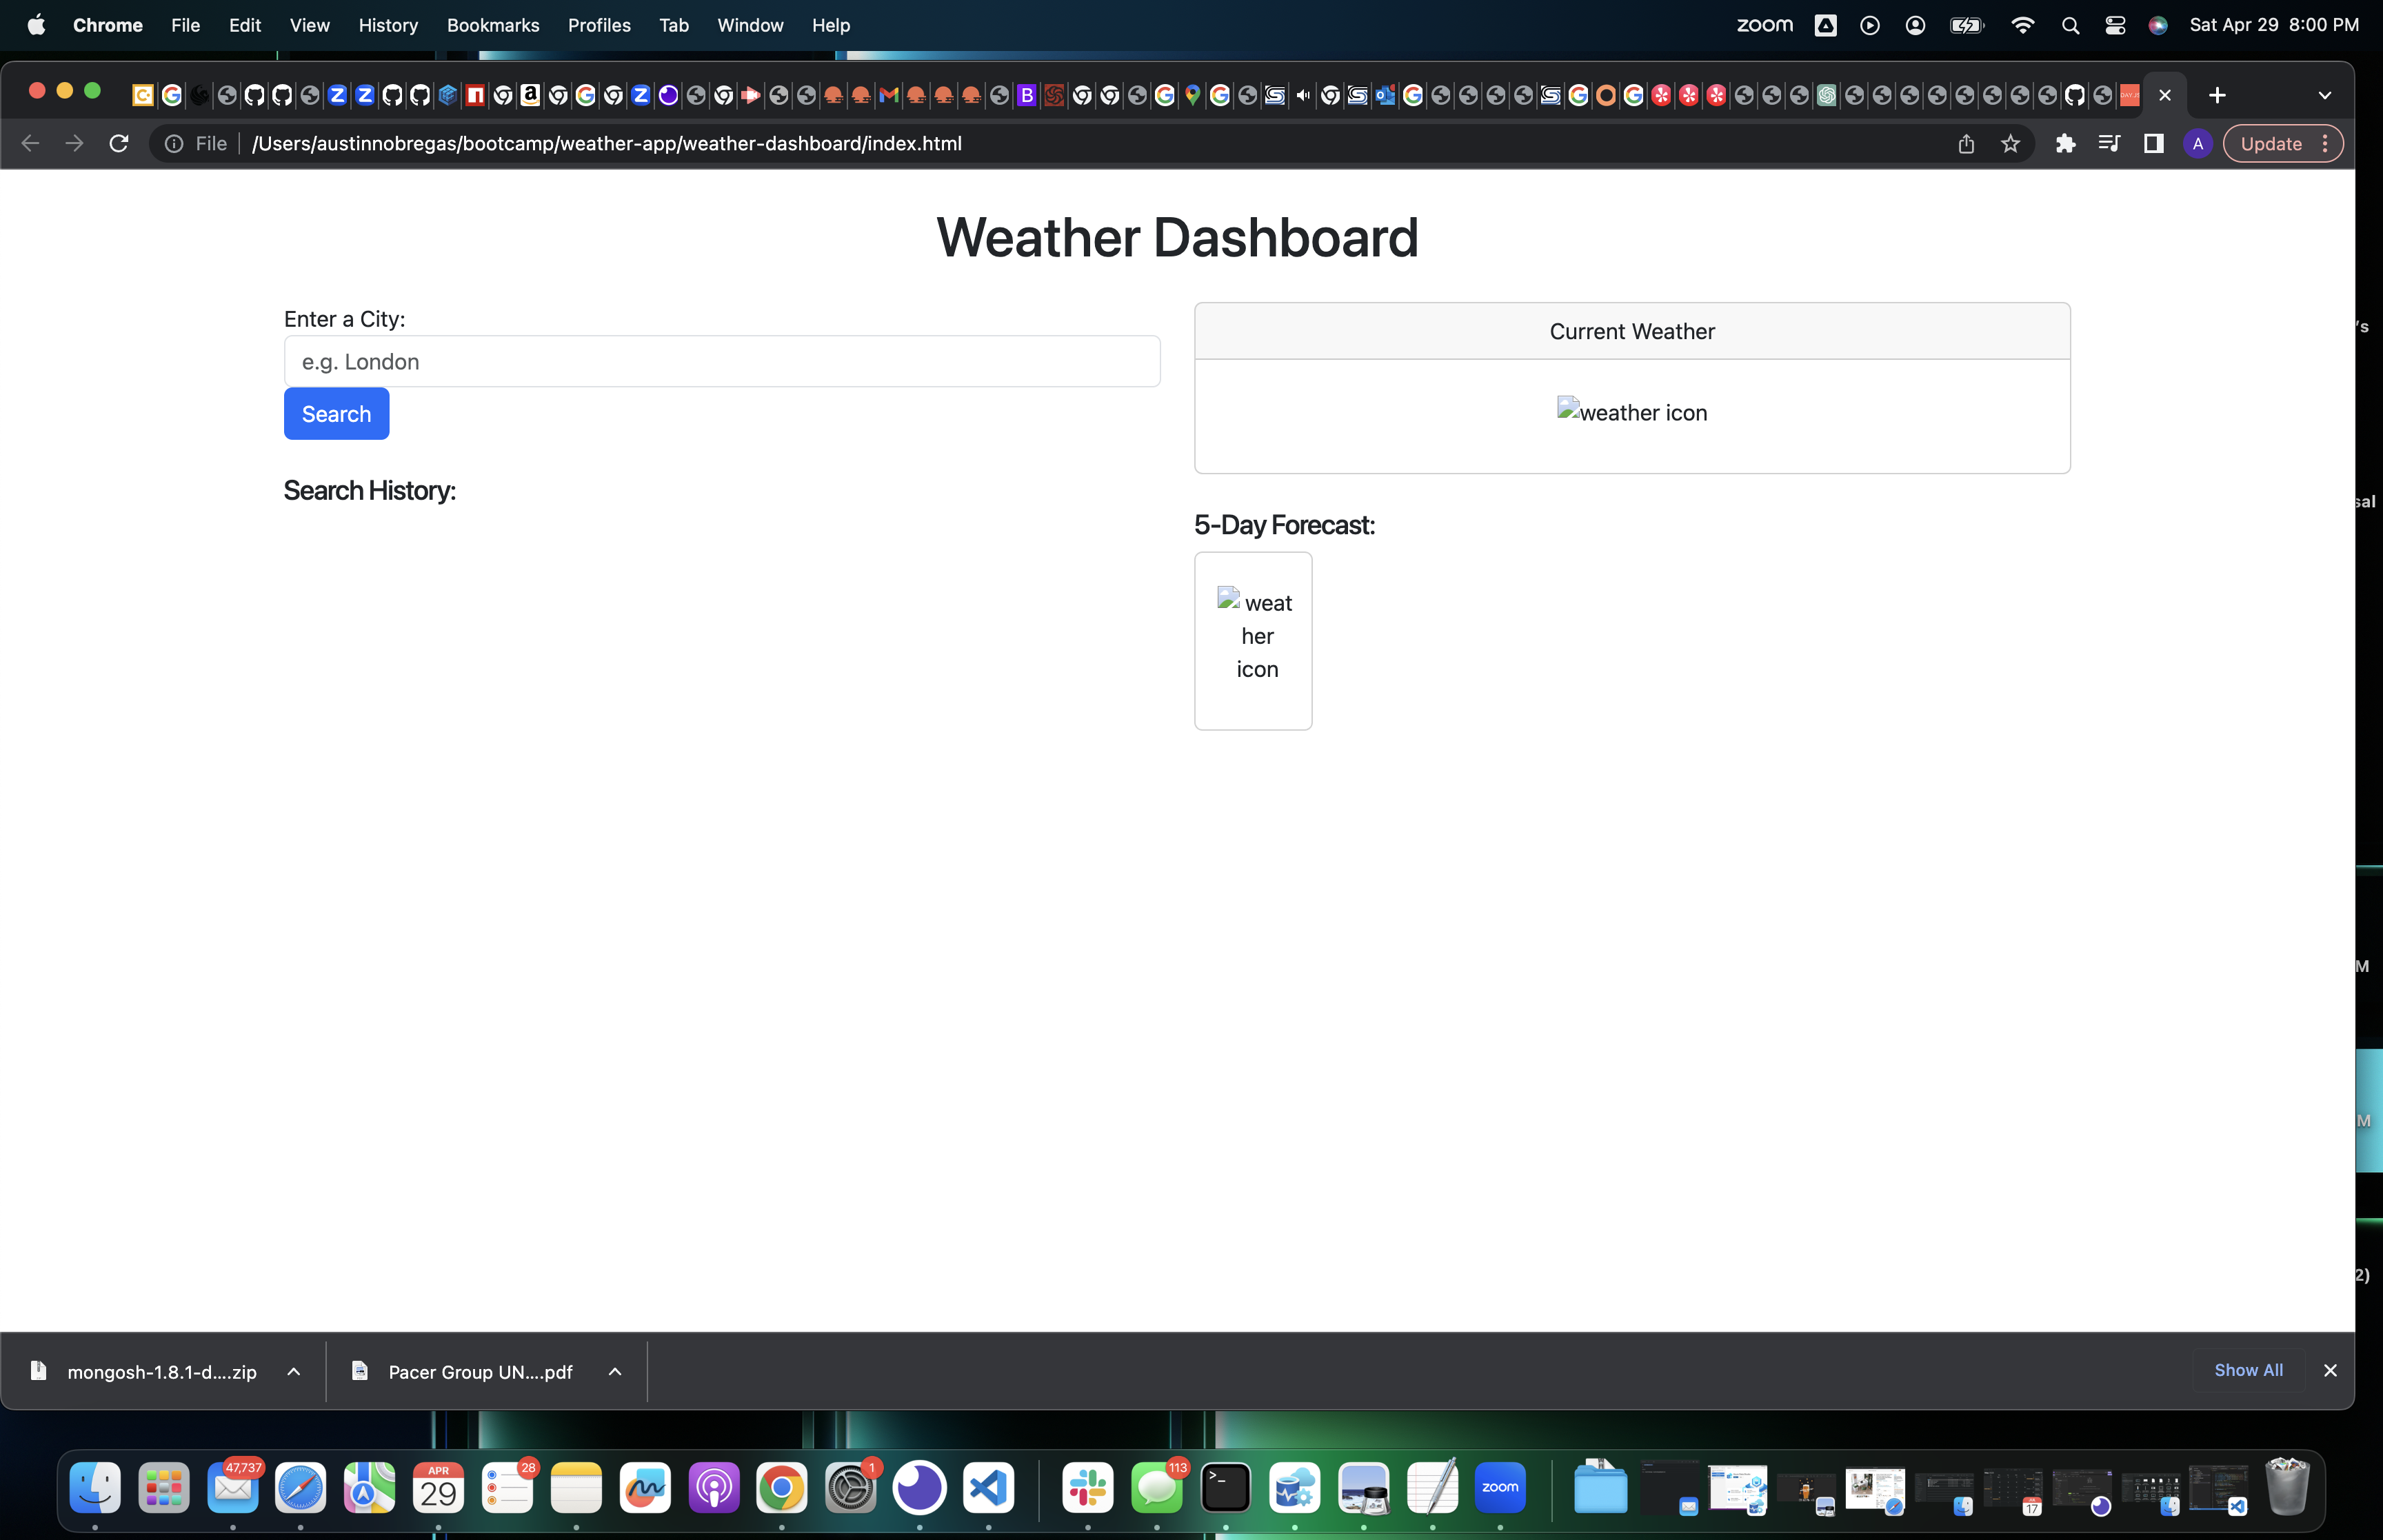 Chrome File Edit View History Bookmarks Profiles Tab Window Help zoom Sat Apr 29 8:00 PM
File /Users/austinnobregas/bootcamp/weather-app/weather-dashboard/index.html A Update
Weather Dashboard
Enter a City:
e.g. London
Search
Search History:
Current Weather
weather icon
5-Day Forecast:
weat
her
icon
's
sal
M
M
2)
mongosh-1.8.1-d....zip Pacer Group UN....pdf Show All
47,737 APR 29 28 1 113 zoom 17